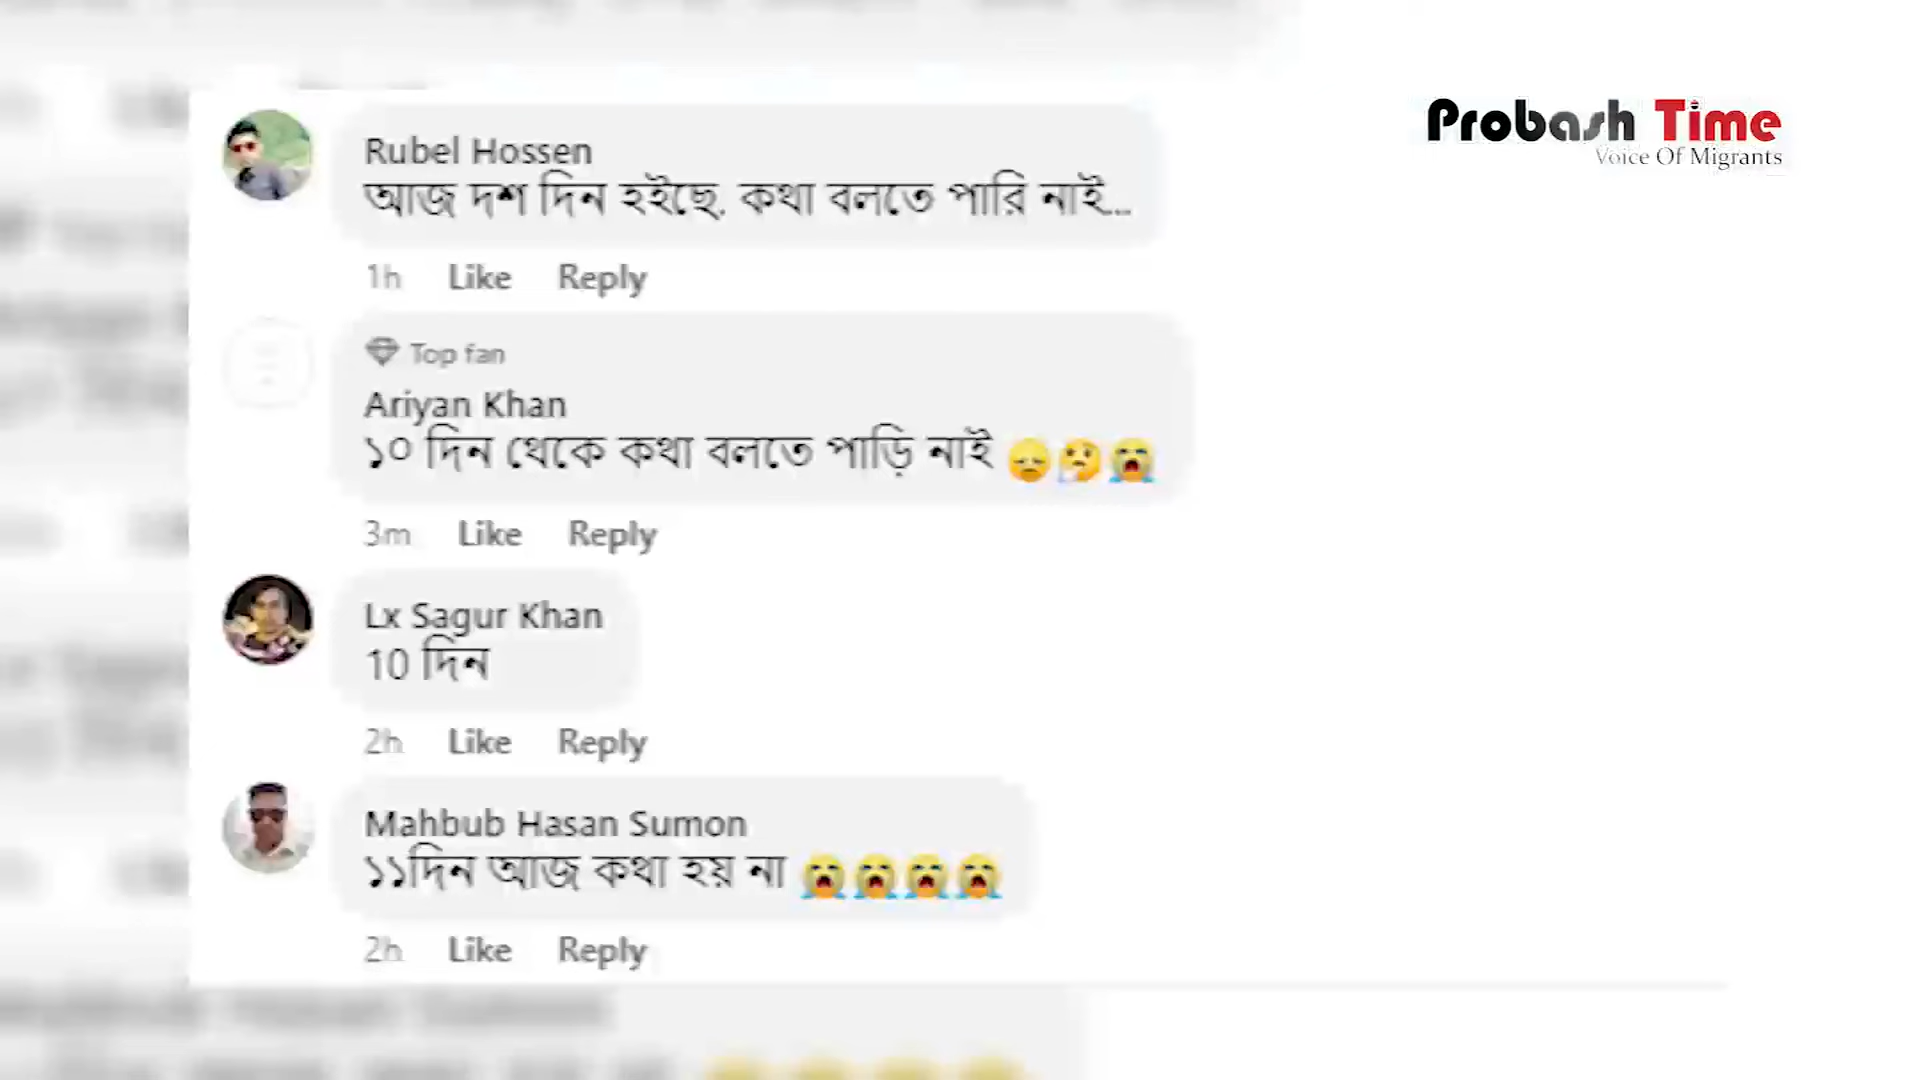 Probash Time
Voice Of Migrants
Rubel Hossen
আজ দশ দিন হইছে. কথা বলতে পারি নাই...
1h Like Reply
Top fan
Ariyan Khan
১০ দিন থেকে কথা বলতে পাড়ি নাই 😞🤔😭
3m Like Reply
Lx Sagur Khan
10 দিন
2h Like Reply
Mahbub Hasan Sumon
১১দিন আজ কথা হয় না 😭😭😭😭
2h Like Reply